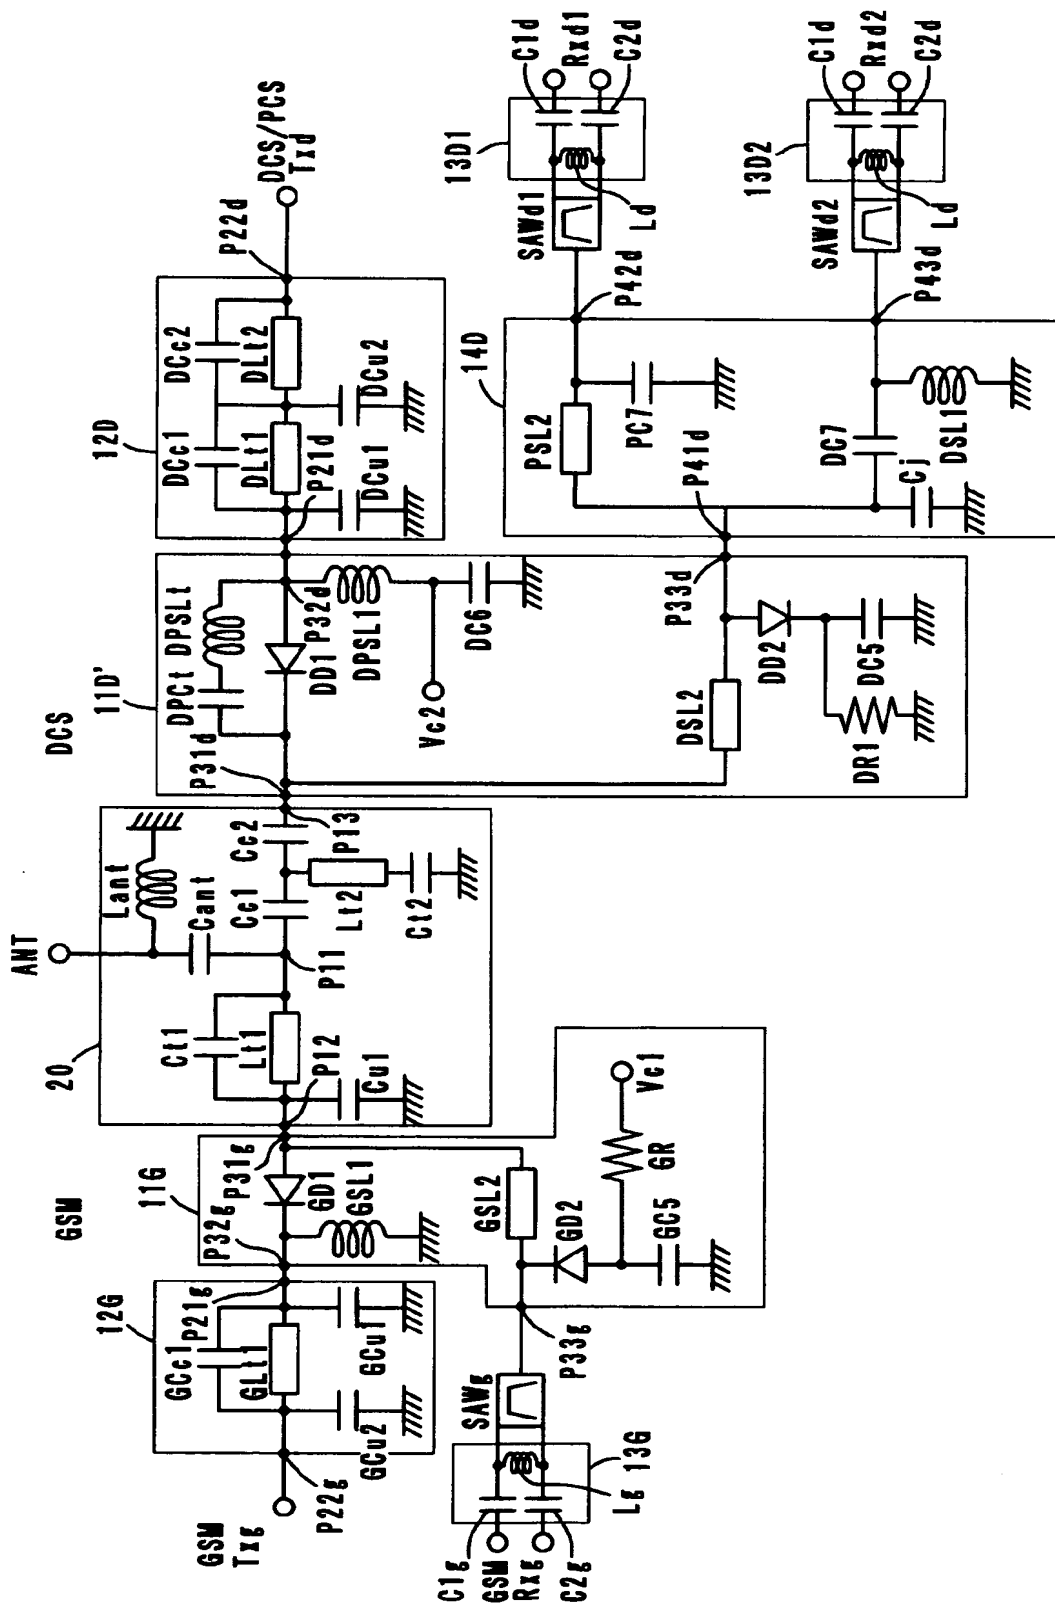 ANT
DCS
GSM
20
Lant
Cant
Ct1
Lt1
P11
P12
Cu1
Cc1
Cc2
P13
Lt2
Ct2
11D'
P31d
DPCt
DPSLt
DD1
P32d
DPSL1
Vc2
DC6
DSL2
P33d
DD2
DC5
DR1
12D
DCc1
DCc2
DLt1
DLt2
P21d
DCu1
DCu2
P22d
DCS/PCS
Txd
14D
PSL2
PC7
P41d
DC7
Cj
DSL1
P42d
P43d
SAWd1
13D1
Ld
C1d
Rxd1
C2d
SAWd2
13D2
Ld
C1d
Rxd2
C2d
11G
P31g
GD1
GSL1
P32g
GSL2
GD2
GR
Vc1
GC5
P33g
12G
P21g
GCc1
GLt1
GCu1
GCu2
P22g
GSM
Txg
SAWg
13G
Lg
C1g
GSM
Rxg
C2g